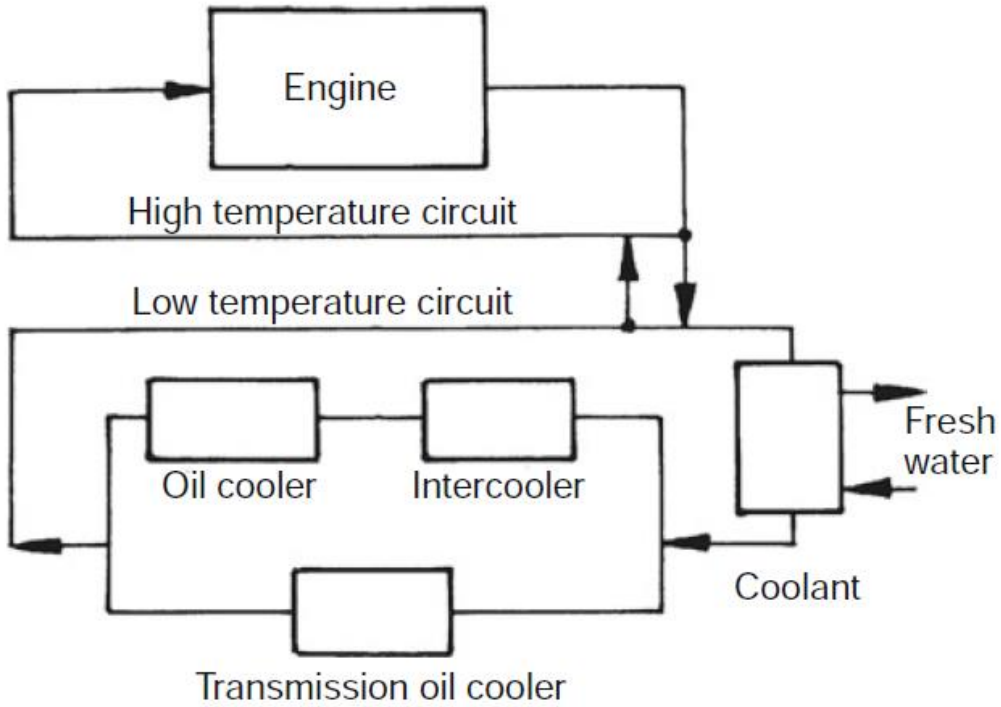 Engine
High temperature circuit
Low temperature circuit
Fresh
water
Oil cooler
Intercooler
Coolant
Transmission oil cooler